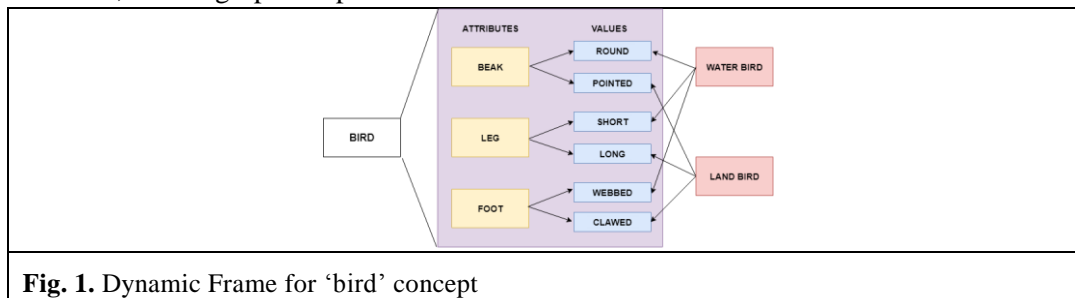 ATTRIBUTES VALUES
ROUND
BEAK WATER BIRD
POINTED
SHORT
BIRD LEG
LONG
LAND BIRD
WEBBED
FOOT
CLAWED
Fig. 1. Dynamic Frame for ‘bird’ concept